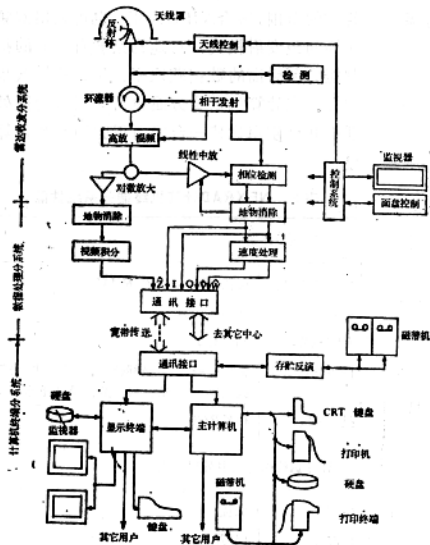 天线罩
反射体
天线控制
检测
环流器
相干发射
高放 混频
线性中放
相位检测
对数放大
地物消除
地物消除
视频积分
速度处理
控制系统
监视器
面盘控制
雷达收发分系统
数据处理分系统
计算机终端分系统
通讯接口
宽带传送
去其它中心
通讯接口
存贮反演
磁带机
硬盘
监视器
显示终端
主计算机
CRT 键盘
打印机
硬盘
打印终端
磁带机
键盘
其它用户
其它用户